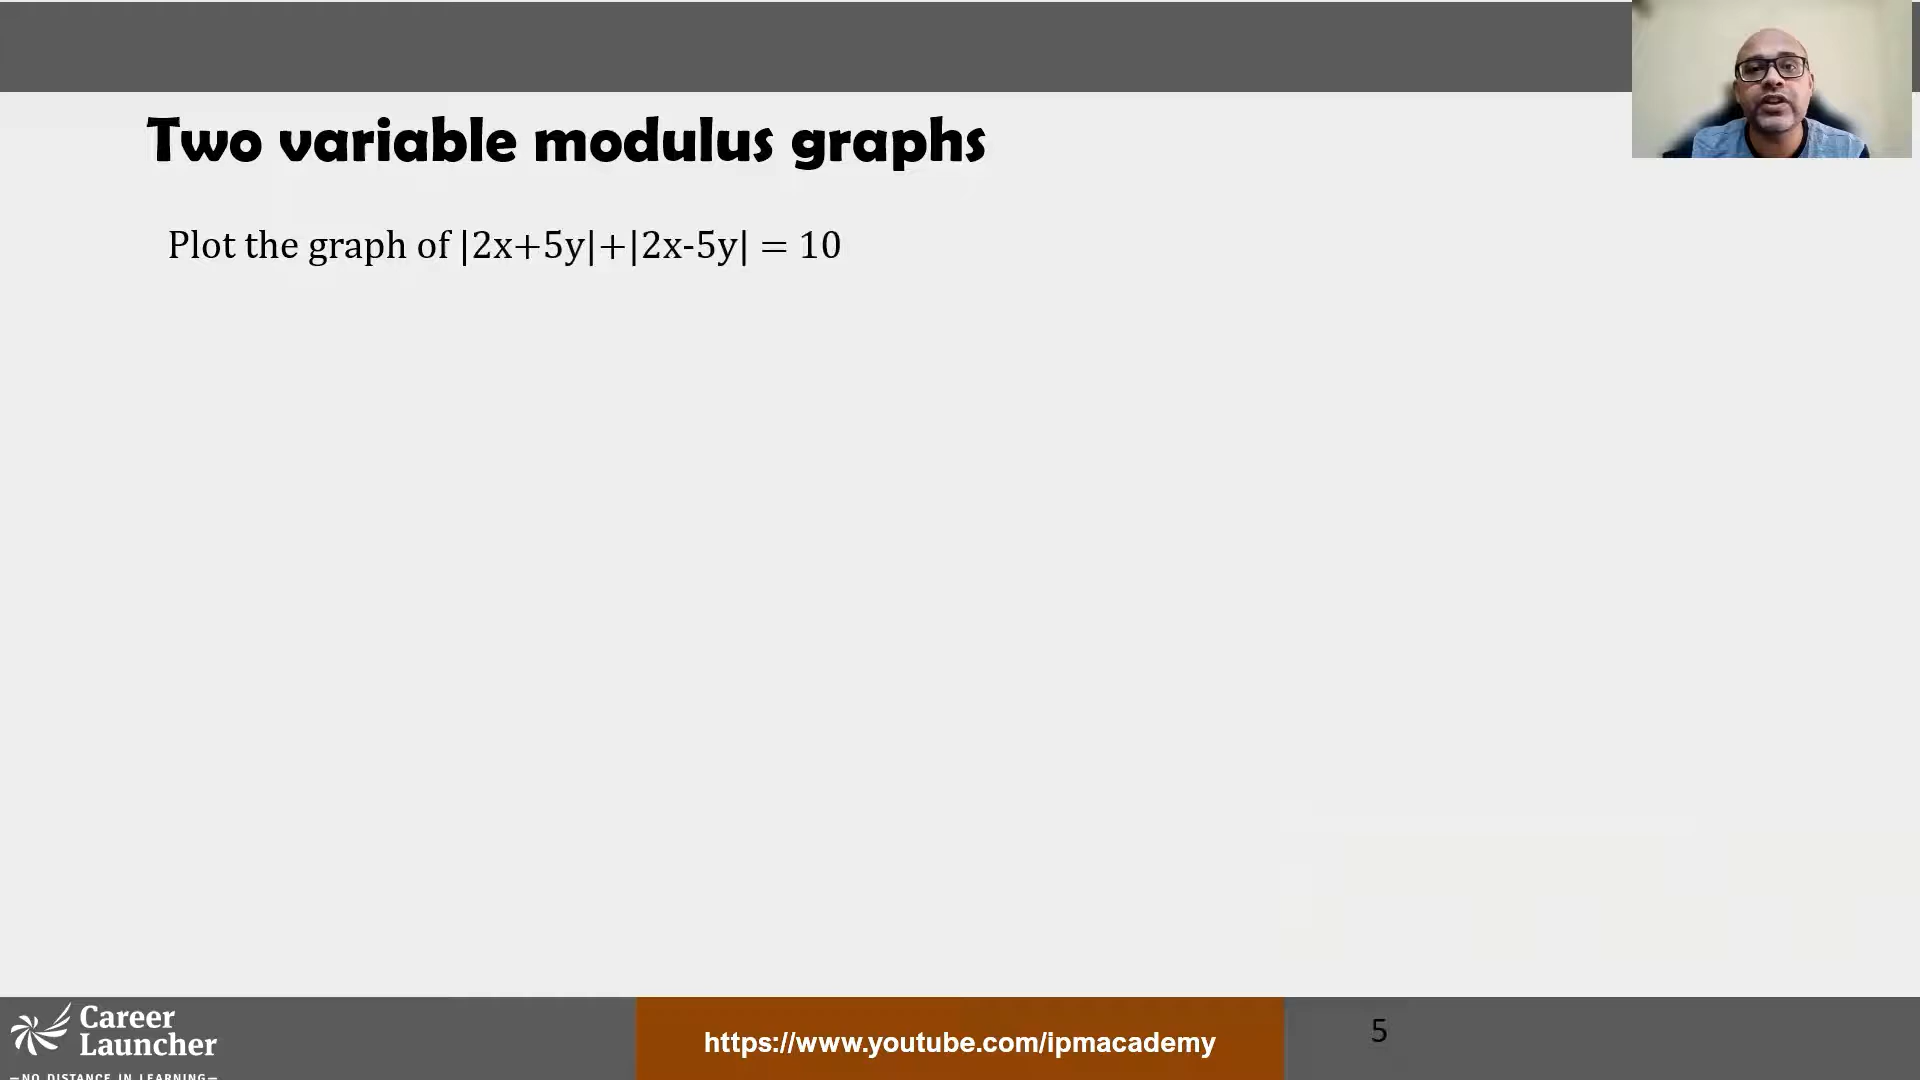 Two variable modulus graphs
Plot the graph of |2x+5y|+|2x-5y| = 10
Career
Launcher
—NO DISTANCE IN LEARNING—
https://www.youtube.com/ipmacademy
5